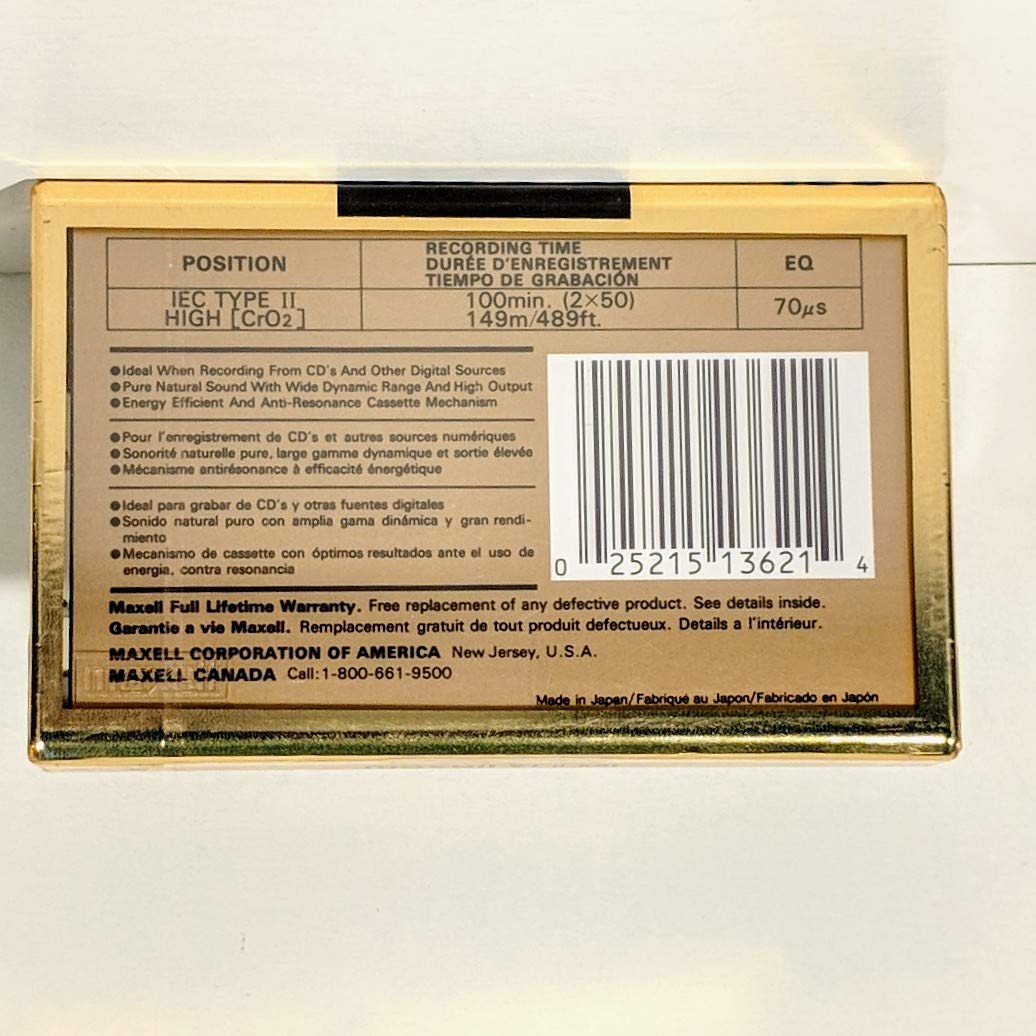 POSITION
RECORDING TIME
DURÉE D'ENREGISTREMENT
TIEMPO DE GRABACIÓN
EQ
IEC TYPE II
HIGH [CrO2]
100min. (2×50)
149m/489ft.
70μs
●Ideal When Recording From CD's And Other Digital Sources
●Pure Natural Sound With Wide Dynamic Range And High Output
●Energy Efficient And Anti-Resonance Cassette Mechanism
●Pour l'enregistrement de CD's et autres sources numériques
●Sonorité naturelle pure, large gamme dynamique et sortie élevée
●Mécanisme antirésonance à efficacité énergétique
●Ideal para grabar de CD's y otras fuentes digitales
●Sonido natural puro con amplia gama dinámica y gran rendi-
miento
●Mecanismo de cassette con óptimos resultados ante el uso de
energia, contra resonancia
0 25215 13621 4
Maxell Full Lifetime Warranty. Free replacement of any defective product. See details inside.
Garantie a vie Maxell. Remplacement gratuit de tout produit defectueux. Details a l'intérieur.
MAXELL CORPORATION OF AMERICA New Jersey, U.S.A.
MAXELL CANADA Call:1-800-661-9500
maxell
Made in Japan/Fabriqué au Japon/Fabricado en Japón